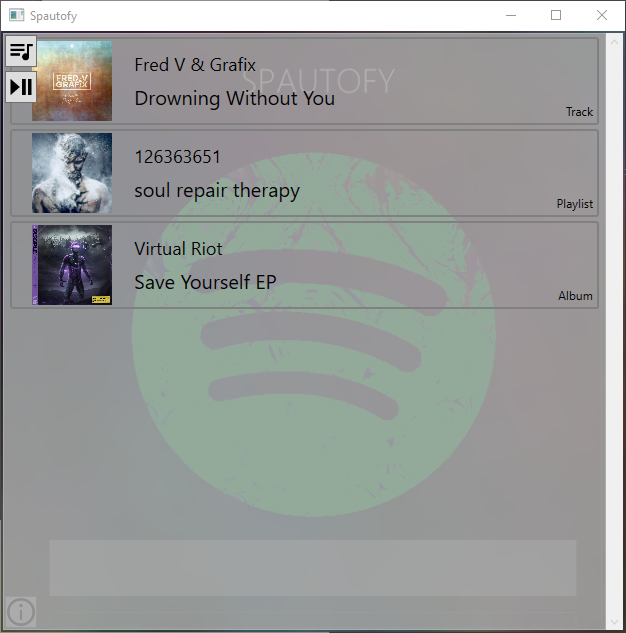 Spautofy
SPAUTOFY
Fred V & Grafix
Drowning Without You
Track
FRED V
GRAFIX
126363651
soul repair therapy
Playlist
Virtual Riot
Save Yourself EP
Album